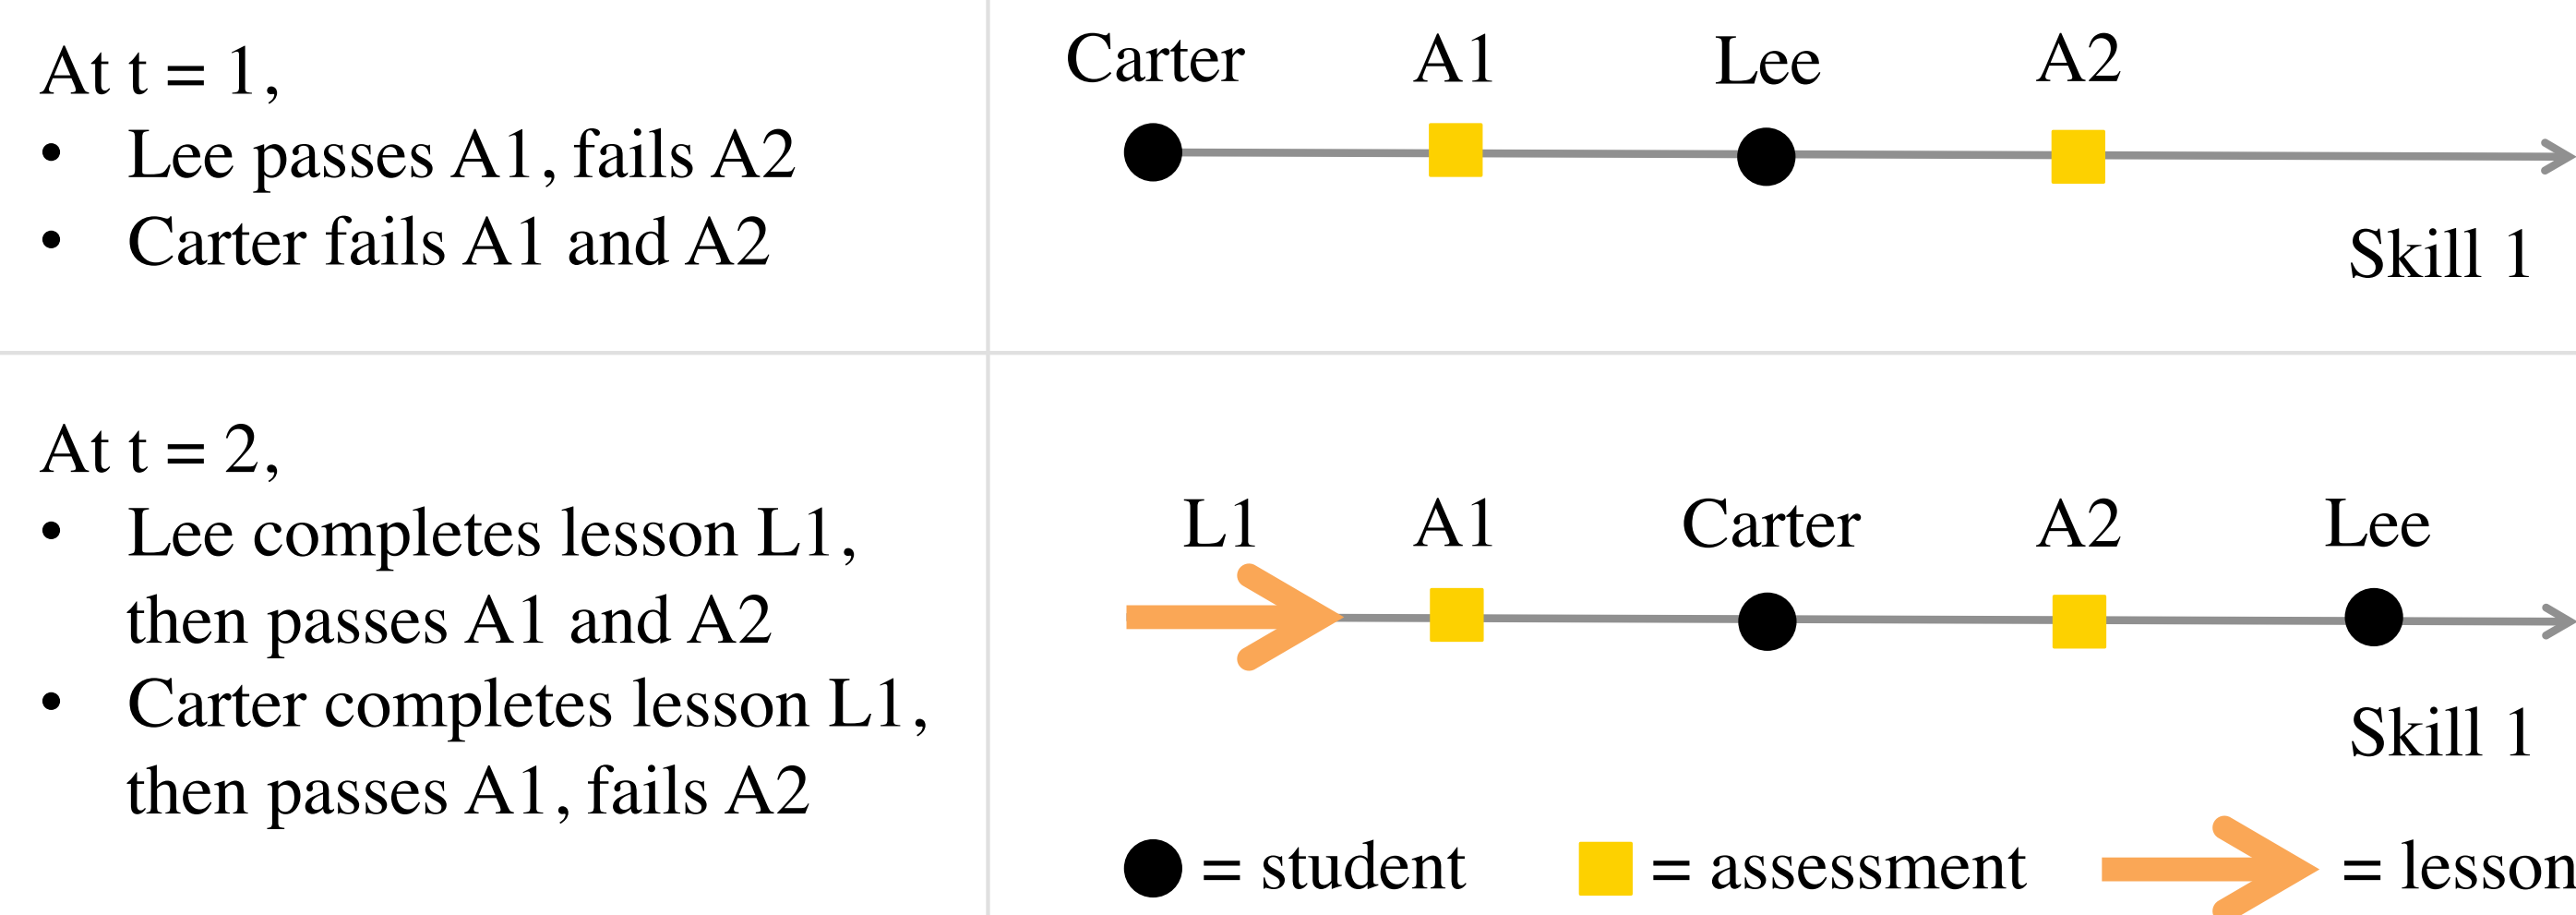 At t = 1,
• Lee passes A1, fails A2
• Carter fails A1 and A2
Carter A1 Lee A2
Skill 1
At t = 2,
• Lee completes lesson L1,
then passes A1 and A2
• Carter completes lesson L1,
then passes A1, fails A2
L1 A1 Carter A2 Lee
Skill 1
= student = assessment = lesson